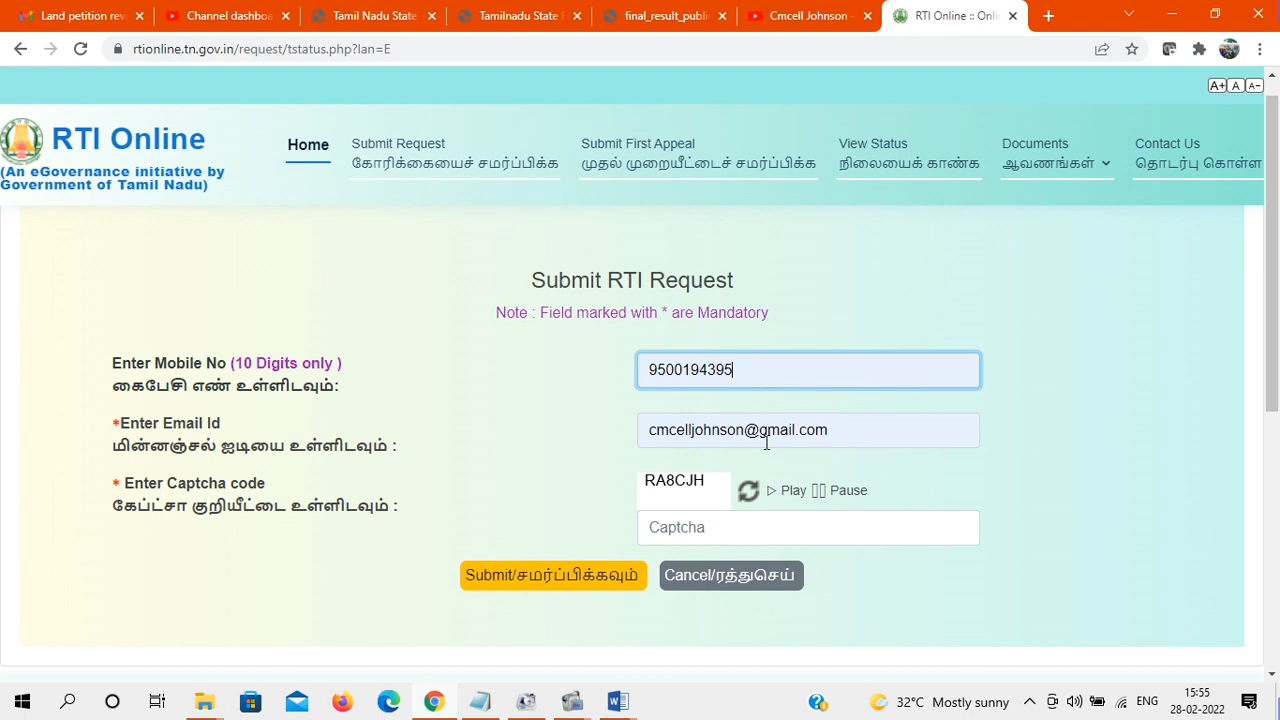 Land petition rev
Channel dashboa
Tamil Nadu State
Tamilnadu State
final_result_publi
Cmcell Johnson -
RTI Online :: Onli
rtionline.tn.gov.in/request/tstatus.php?lan=E
A+ A A-
RTI Online
(An eGovernance initiative by
Government of Tamil Nadu)
Home
Submit Request
கோரிக்கையைச் சமர்ப்பிக்க
Submit First Appeal
முதல் முறையீட்டைச் சமர்ப்பிக்க
View Status
நிலையைக் காண்க
Documents
ஆவணங்கள்
Contact Us
தொடர்பு கொள்ள
Submit RTI Request
Note : Field marked with * are Mandatory
Enter Mobile No (10 Digits only )
கைபேசி எண் உள்ளிடவும்:
9500194395
*Enter Email Id
மின்னஞ்சல் ஐடியை உள்ளிடவும் :
cmcelljohnson@gmail.com
* Enter Captcha code
கேப்ட்சா குறியீட்டை உள்ளிடவும் :
RA8CJH
Play Pause
Captcha
Submit/சமர்ப்பிக்கவும்
Cancel/ரத்துசெய்
32°C Mostly sunny
ENG
15:55
28-02-2022